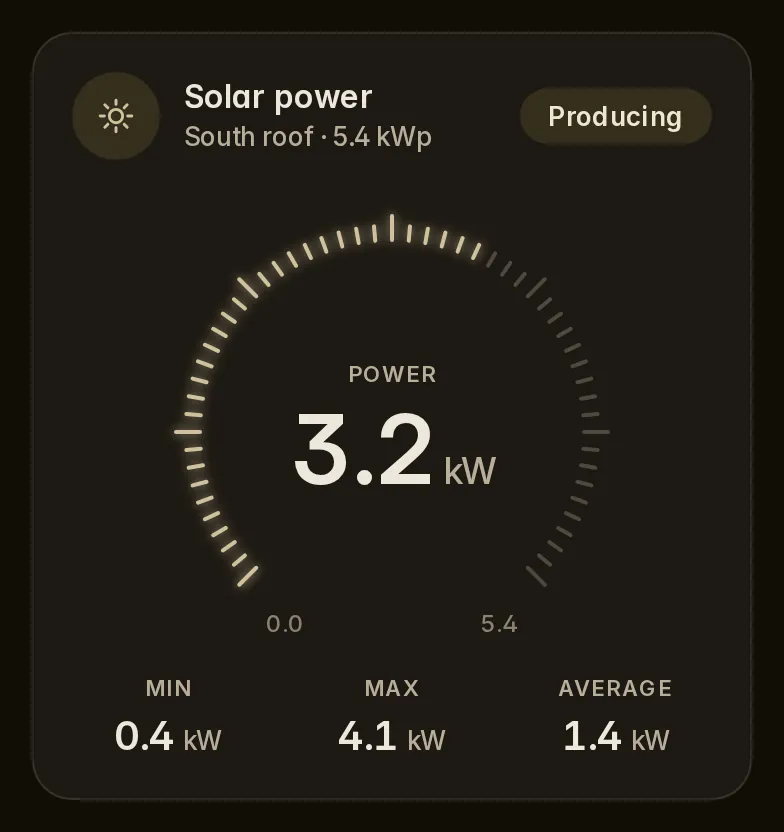 Solar power
South roof · 5.4 kWp
Producing
POWER
3.2 kW
0.0 5.4
MIN MAX AVERAGE
0.4 kW 4.1 kW 1.4 kW